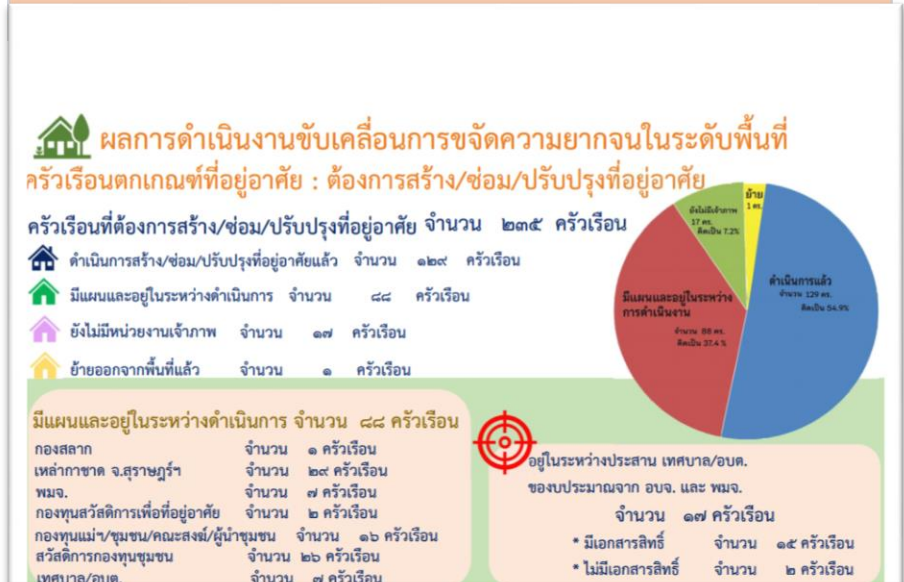 ผลการดำเนินงานขับเคลื่อนการขจัดความยากจนในระดับพื้นที่
ครัวเรือนตกเกณฑ์ที่อยู่อาศัย : ต้องการสร้าง/ซ่อม/ปรับปรุงที่อยู่อาศัย
ครัวเรือนที่ต้องการสร้าง/ซ่อม/ปรับปรุงที่อยู่อาศัย จำนวน ๒๓๕ ครัวเรือน
ดำเนินการสร้าง/ซ่อม/ปรับปรุงที่อยู่อาศัยแล้ว จำนวน ๑๒๙ ครัวเรือน
มีแผนและอยู่ในระหว่างดำเนินการ จำนวน ๘๘ ครัวเรือน
ยังไม่มีหน่วยงานเจ้าภาพ จำนวน ๑๗ ครัวเรือน
ย้ายออกจากพื้นที่แล้ว จำนวน ๑ ครัวเรือน
ย้าย
1 คร.
ยังไม่มีเจ้าภาพ
17 คร.
คิดเป็น 7.2%
ดำเนินการแล้ว
จำนวน 129 คร.
คิดเป็น 54.9%
มีแผนและอยู่ในระหว่าง
การดำเนินงาน
จำนวน 88 คร.
คิดเป็น 37.4 %
มีแผนและอยู่ในระหว่างดำเนินการ จำนวน ๘๘ ครัวเรือน
กองสลาก จำนวน ๑ ครัวเรือน
เหล่ากาชาด จ.สุราษฎร์ฯ จำนวน ๒๙ ครัวเรือน
พมจ. จำนวน ๗ ครัวเรือน
กองทุนสวัสดิการเพื่อที่อยู่อาศัย จำนวน ๒ ครัวเรือน
กองทุนแม่ฯ/ชุมชน/คณะสงฆ์/ผู้นำชุมชน จำนวน ๑๖ ครัวเรือน
สวัสดิการกองทุนชุมชน จำนวน ๒๖ ครัวเรือน
เทศบาล/อบต. จำนวน ๗ ครัวเรือน
อยู่ในระหว่างประสาน เทศบาล/อบต.
ของบประมาณจาก อบจ. และ พมจ.
จำนวน ๑๗ ครัวเรือน
* มีเอกสารสิทธิ์ จำนวน ๑๕ ครัวเรือน
* ไม่มีเอกสารสิทธิ์ จำนวน ๒ ครัวเรือน